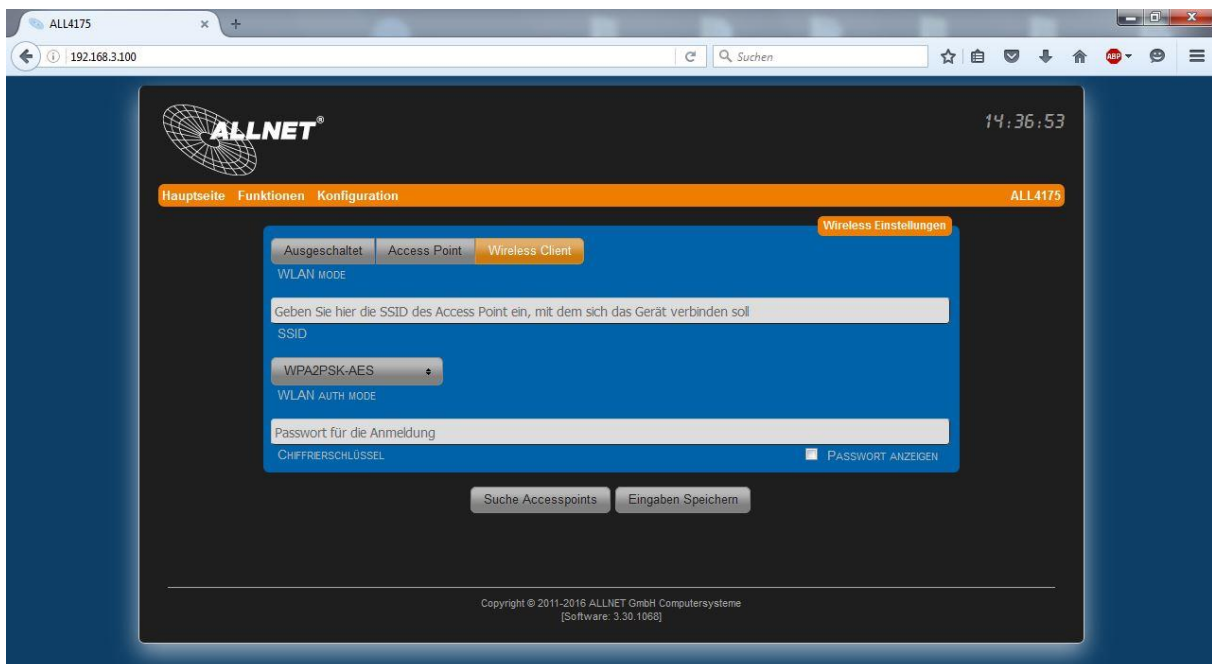 ALL4175
192.168.3.100
Suchen
ABP
ALLNET®
14:36:53
Hauptseite Funktionen Konfiguration ALL4175
Wireless Einstellungen
Ausgeschaltet Access Point Wireless Client
WLAN MODE
Geben Sie hier die SSID des Access Point ein, mit dem sich das Gerät verbinden soll
SSID
WPA2PSK-AES
WLAN AUTH MODE
Passwort für die Anmeldung
CHIFFRIERSCHLÜSSEL PASSWORT ANZEIGEN
Suche Accesspoints Eingaben Speichern
Copyright © 2011-2016 ALLNET GmbH Computersysteme
[Software: 3.30.1068]